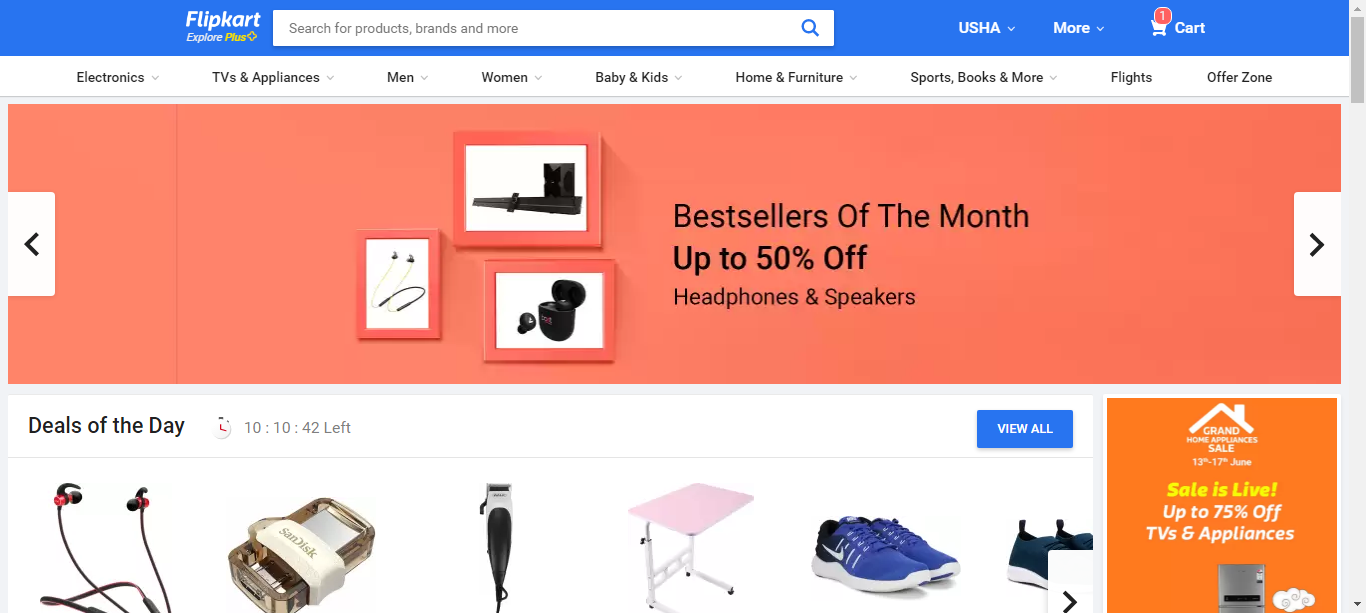 Flipkart
Explore Plus
Search for products, brands and more
USHA
More
1
Cart
Electronics
TVs & Appliances
Men
Women
Baby & Kids
Home & Furniture
Sports, Books & More
Flights
Offer Zone
Bestsellers Of The Month
Up to 50% Off
Headphones & Speakers
Deals of the Day
10 : 10 : 42 Left
VIEW ALL
SanDisk
GRAND
HOME APPLIANCES
SALE
13th-17th June
Sale is Live!
Up to 75% Off
TVs & Appliances